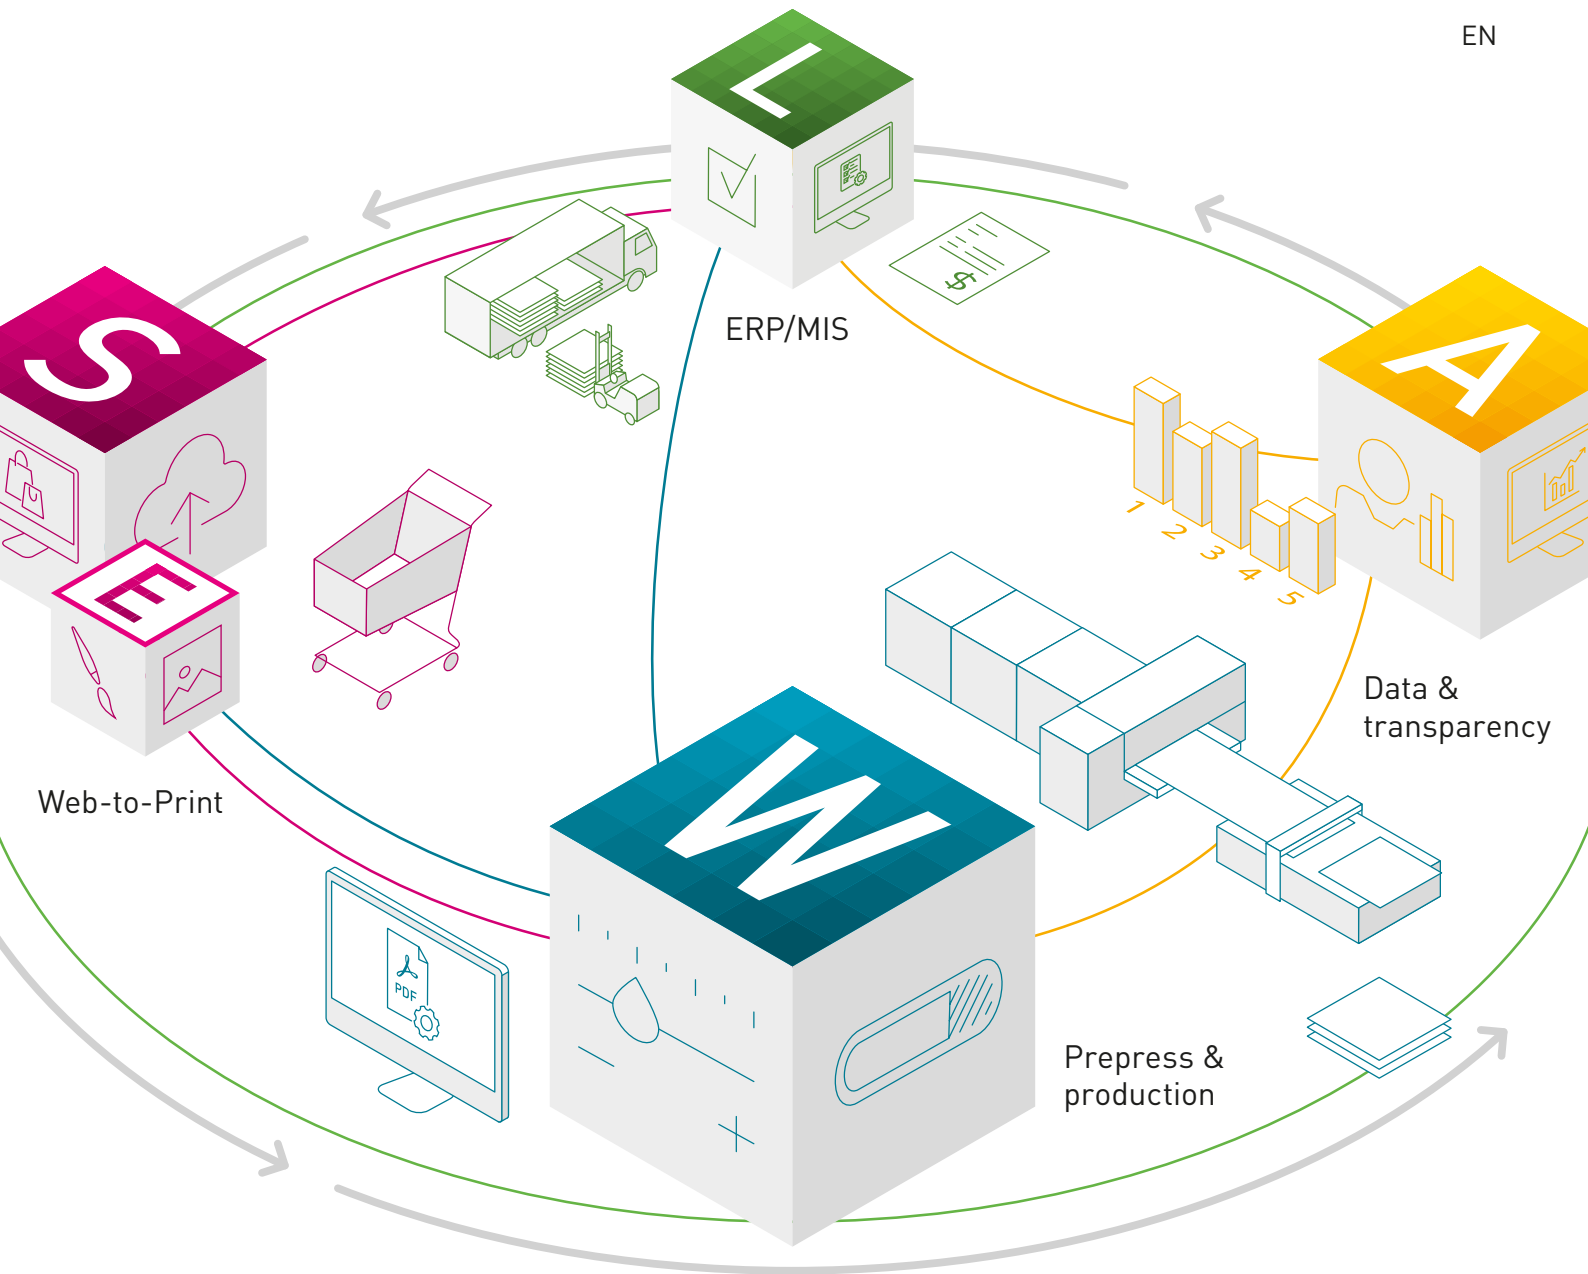 EN
L
ERP/MIS
S
A
$
1
2
3
4
5
E
Data &
transparency
Web-to-Print
W
PDF
Prepress &
production